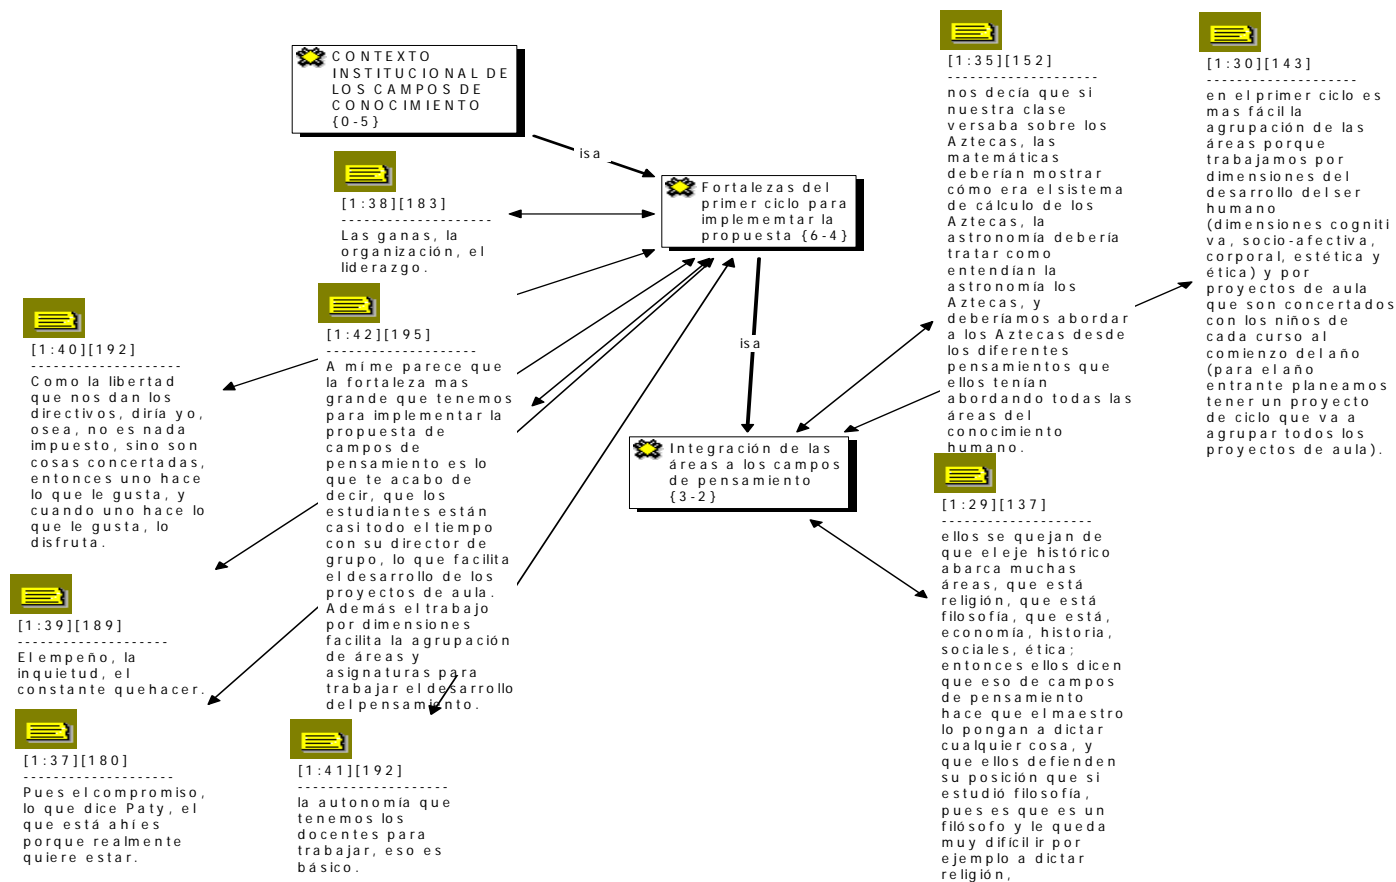 CONTEXTO
INSTITUCIONAL DE
LOS CAMPOS DE
CONOCIMIENTO
{0-5}
isa
Fortalezas del
primer ciclo para
implememtar la
propuesta {6-4}
isa
Integración de las
áreas a los campos
de pensamiento
{3-2}
[1:38][183]
--------------------
Las ganas, la
organización, el
liderazgo.
[1:40][192]
--------------------
Como la libertad
que nos dan los
directivos, diría yo,
osea, no es nada
impuesto, sino son
cosas concertadas,
entonces uno hace
lo que le gusta, y
cuando uno hace lo
que le gusta, lo
disfruta.
[1:39][189]
--------------------
El empeño, la
inquietud, el
constante quehacer.
[1:37][180]
--------------------
Pues el compromiso,
lo que dice Paty, el
que está ahí es
porque realmente
quiere estar.
[1:42][195]
--------------------
A mí me parece que
la fortaleza mas
grande que tenemos
para implementar la
propuesta de
campos de
pensamiento es lo
que te acabo de
decir, que los
estudiantes están
casi todo el tiempo
con su director de
grupo, lo que facilita
el desarrollo de los
proyectos de aula.
Además el trabajo
por dimensiones
facilita la agrupación
de áreas y
asignaturas para
trabajar el desarrollo
del pensamiento.
[1:41][192]
--------------------
la autonomía que
tenemos los
docentes para
trabajar, eso es
básico.
[1:35][152]
--------------------
nos decía que si
nuestra clase
versaba sobre los
Aztecas, las
matemáticas
deberían mostrar
cómo era el sistema
de cálculo de los
Aztecas, la
astronomía debería
tratar como
entendían la
astronomía los
Aztecas, y
deberíamos abordar
a los Aztecas desde
los diferentes
pensamientos que
ellos tenían
abordando todas las
áreas del
conocimiento
humano.
[1:29][137]
--------------------
ellos se quejan de
que el eje histórico
abarca muchas
áreas, que está
religión, que está
filosofía, que está,
economía, historia,
sociales, ética;
entonces ellos dicen
que eso de campos
de pensamiento
hace que el maestro
lo pongan a dictar
cualquier cosa, y
que ellos defienden
su posición que si
estudió filosofía,
pues es que es un
filósofo y le queda
muy difícil ir por
ejemplo a dictar
religión,
[1:30][143]
--------------------
en el primer ciclo es
mas fácil la
agrupación de las
áreas porque
trabajamos por
dimensiones del
desarrollo del ser
humano
(dimensiones cogniti
va, socio-afectiva,
corporal, estética y
ética) y por
proyectos de aula
que son concertados
con los niños de
cada curso al
comienzo del año
(para el año
entrante planeamos
tener un proyecto
de ciclo que va a
agrupar todos los
proyectos de aula).